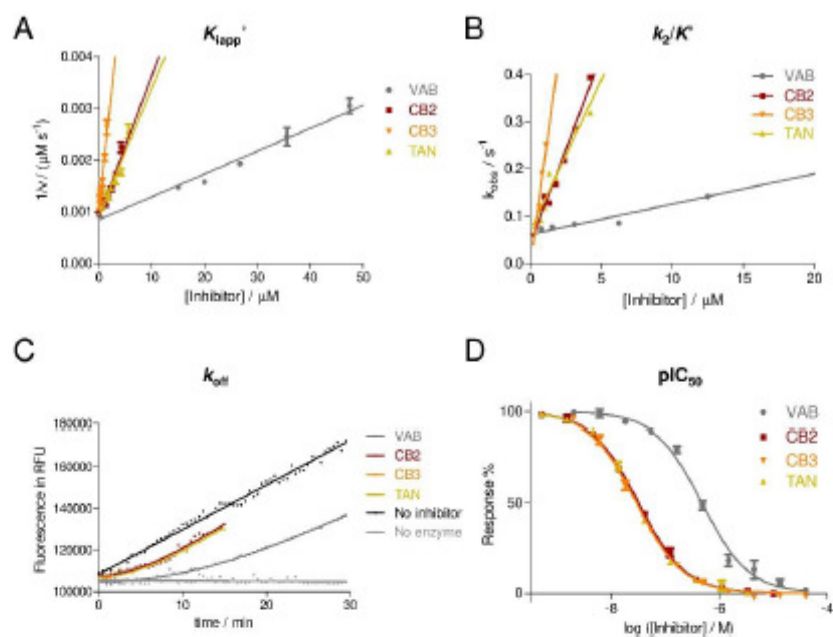 A
Kiapp'
0.004
0.003
0.002
0.001
0.000
1/v / (µM s⁻¹)
0
10
20
30
40
50
[Inhibitor] / µM
VAB
CB2
CB3
TAN
B
k₂/K'
0.4
0.3
0.2
0.1
0.0
kobs / s⁻¹
0
5
10
15
20
[Inhibitor] / µM
VAB
CB2
CB3
TAN
C
koff
180000
160000
140000
120000
100000
Fluorescence in RFU
0
10
20
30
time / min
VAB
CB2
CB3
TAN
No inhibitor
No enzyme
D
pIC₅₀
100
50
0
Response %
-8
-6
-4
log ([Inhibitor] / M)
VAB
CB2
CB3
TAN